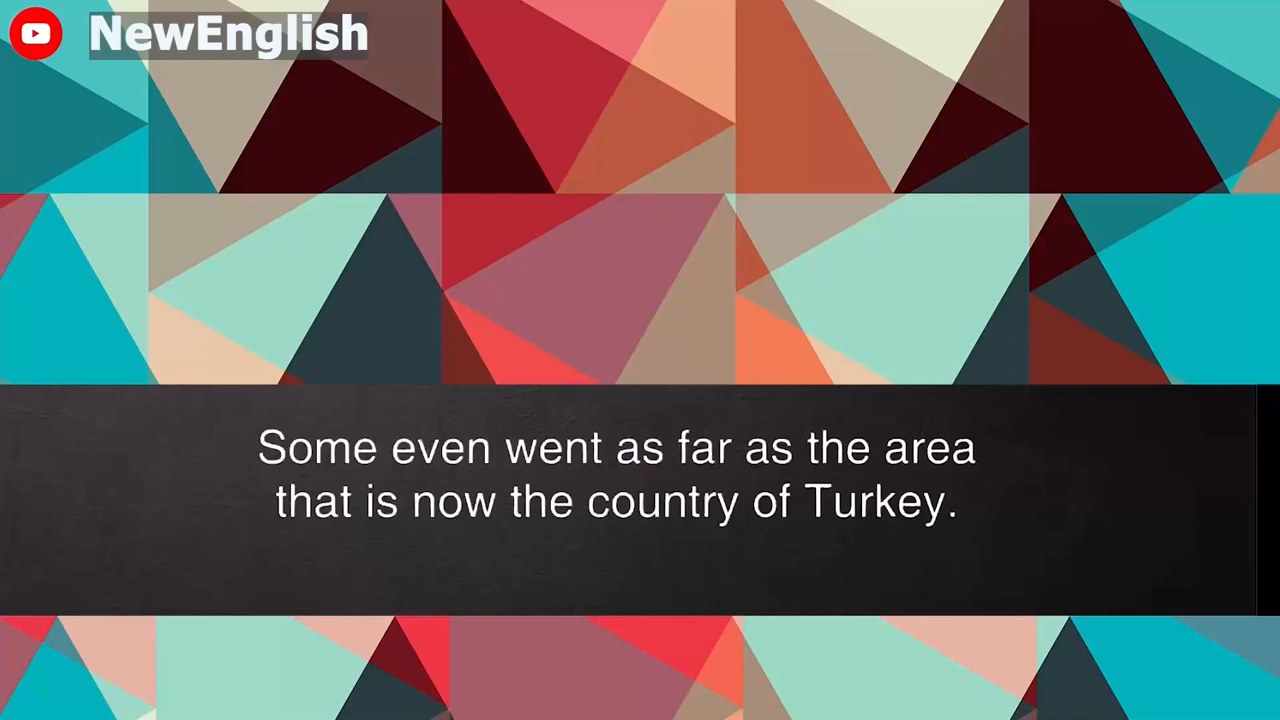 NewEnglish
Some even went as far as the area
that is now the country of Turkey.